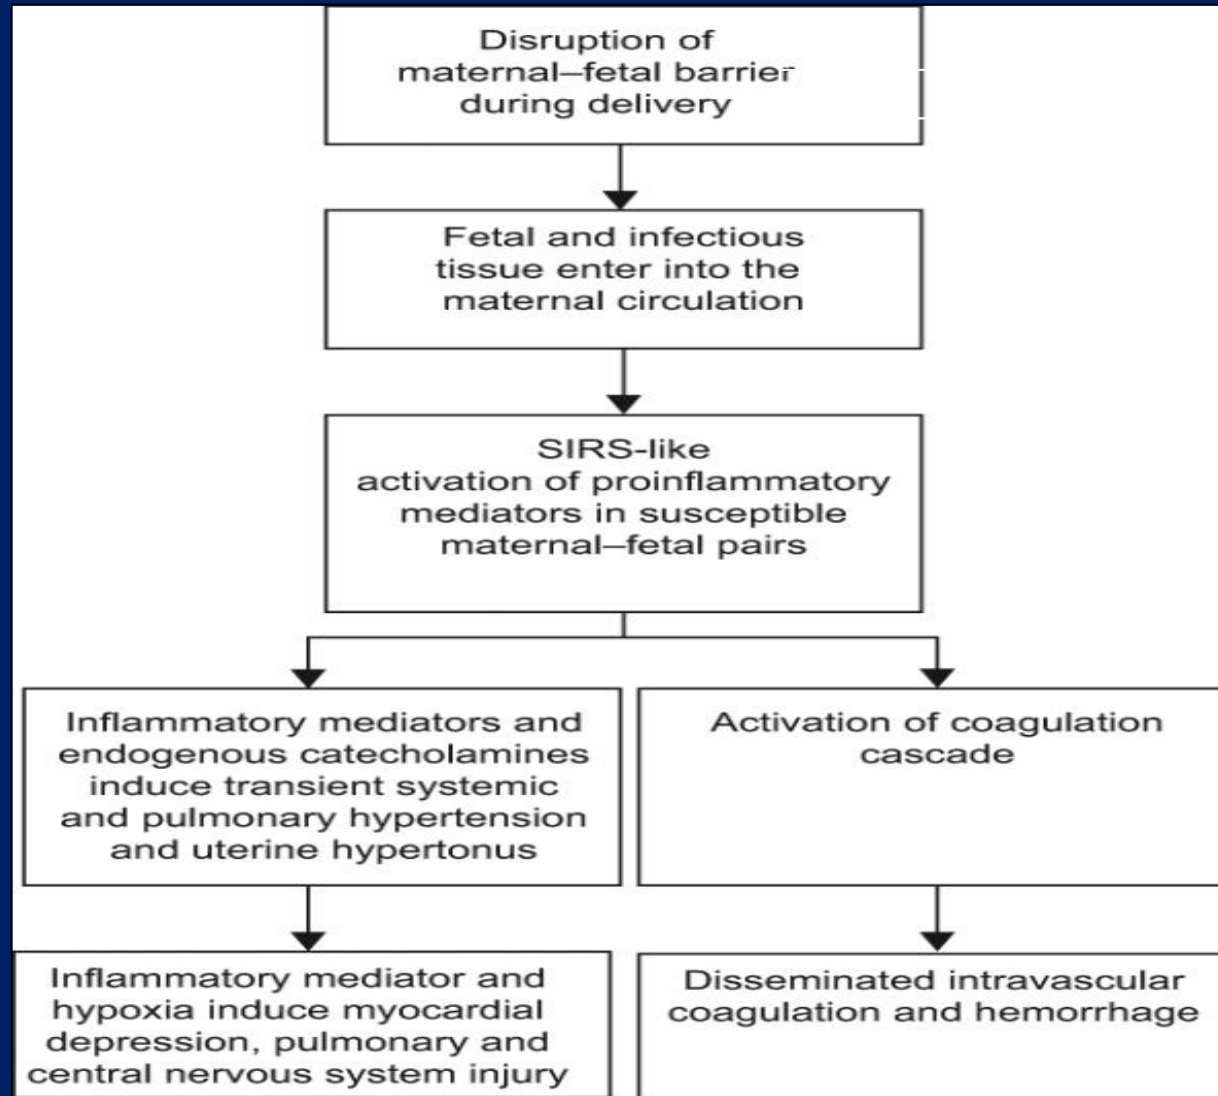 Disruption of
maternal–fetal barrier
during delivery
Fetal and infectious
tissue enter into the
maternal circulation
SIRS-like
activation of proinflammatory
mediators in susceptible
maternal–fetal pairs
Inflammatory mediators and
endogenous catecholamines
induce transient systemic
and pulmonary hypertension
and uterine hypertonus
Activation of coagulation
cascade
Inflammatory mediator and
hypoxia induce myocardial
depression, pulmonary and
central nervous system injury
Disseminated intravascular
coagulation and hemorrhage